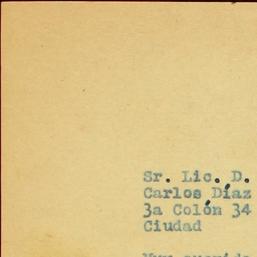 Sr. Lic. D.
Carlos Díaz
3a Colón 34
Ciudad